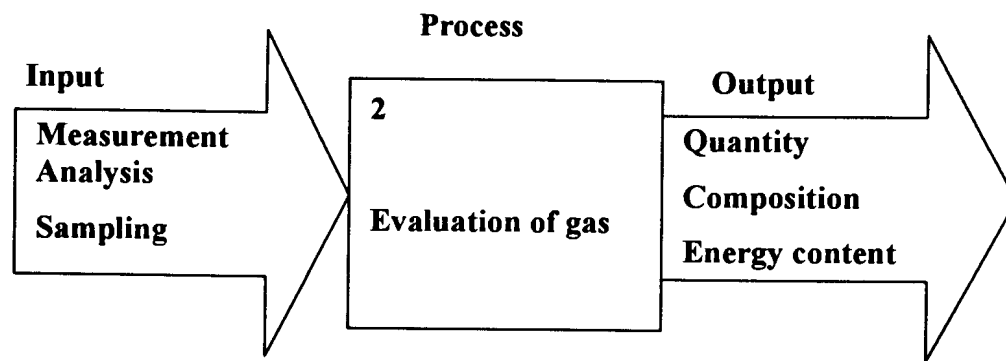 Process
Input
Output
Measurement
Analysis
Sampling
2
Evaluation of gas
Quantity
Composition
Energy content